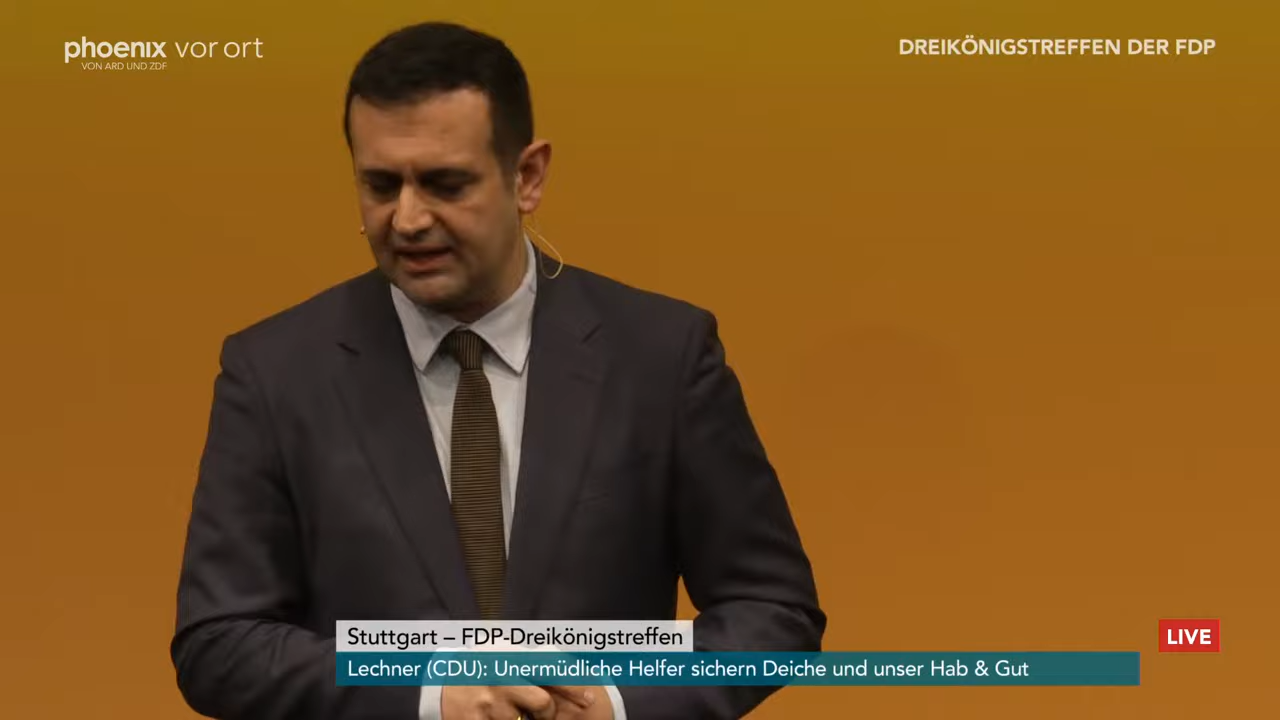 phoenix vor ort
VON ARD UND ZDF
DREIKÖNIGSTREFFEN DER FDP
Stuttgart – FDP-Dreikönigstreffen
LIVE
Lechner (CDU): Unermüdliche Helfer sichern Deiche und unser Hab & Gut